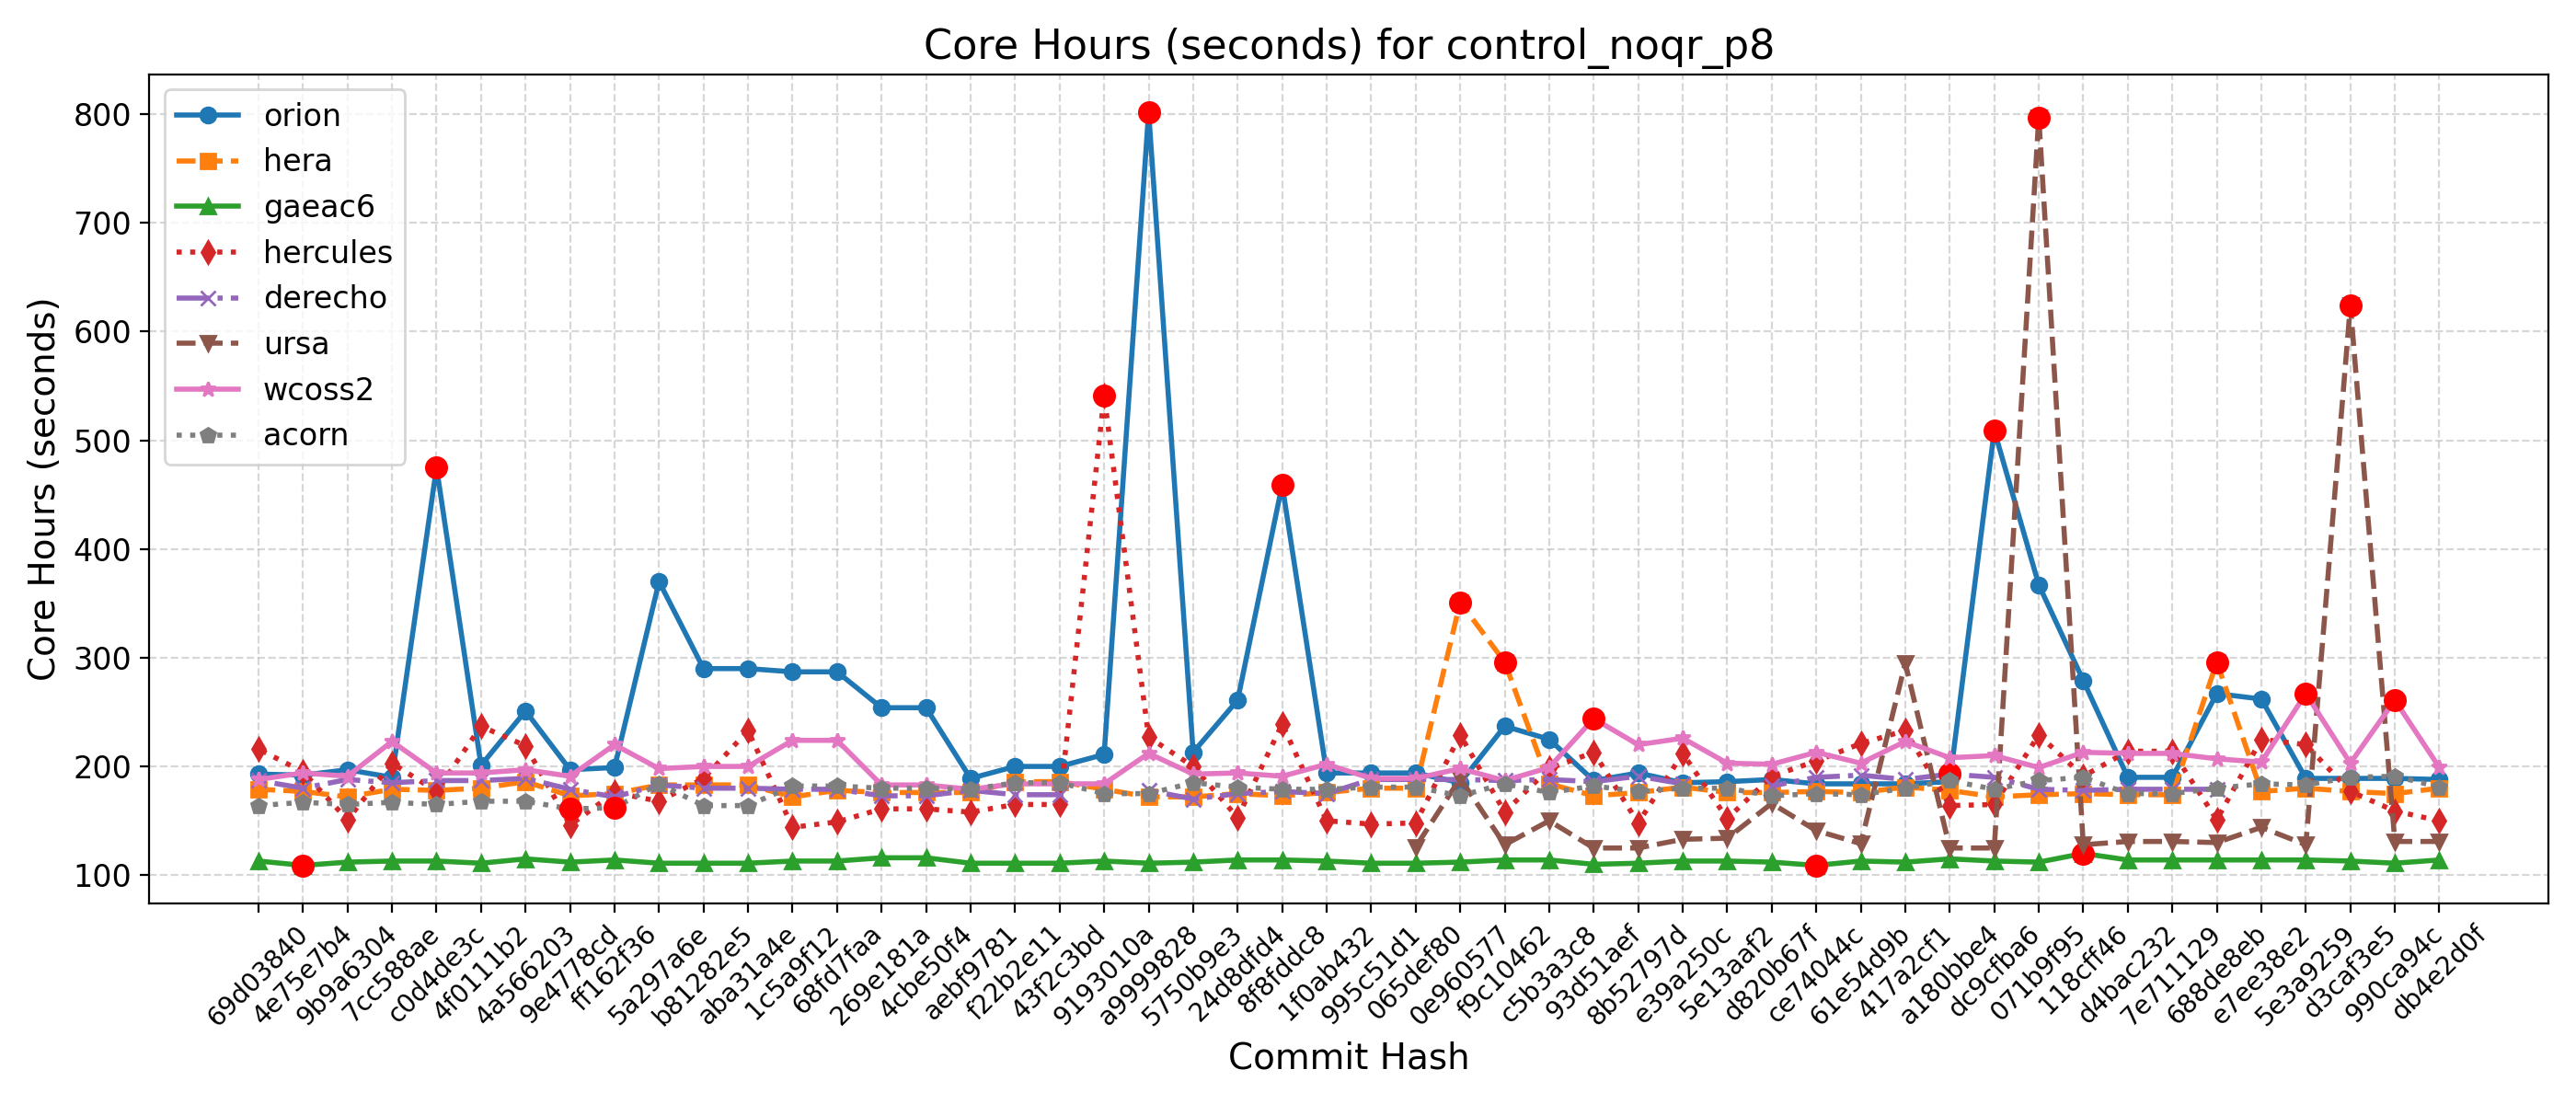 Core Hours (seconds) for control_noqr_p8
Core Hours (seconds)
800
700
600
500
400
300
200
100
orion
hera
gaeac6
hercules
derecho
ursa
wcoss2
acorn
69d03840
4e75e7b4
9b9a6304
7cc588ae
c0d4de3c
4f0111b2
4a566203
9e4778cd
ff162f36
5a297a6e
b81282e5
aba31a4e
1c5a9f12
68fd7faa
269e181a
4cbe50f4
aebf9781
f22b2e11
43f2c3bd
9193010a
a9999828
5750b9e3
24d8dfd4
8f8fddc8
1f0ab432
995c51d1
065def80
0e960577
f9c10462
c5b3a3c8
93d51aef
8b52797d
e39a250c
5e13aaf2
d820b67f
ce74044c
61e54d9b
417a2cf1
a180bbe4
dc9cfba6
071b9f95
118cff46
d4bac232
7e711129
688de8eb
e7ee38e2
5e3a9259
d3caf3e5
990ca94c
db4e2d0f
Commit Hash